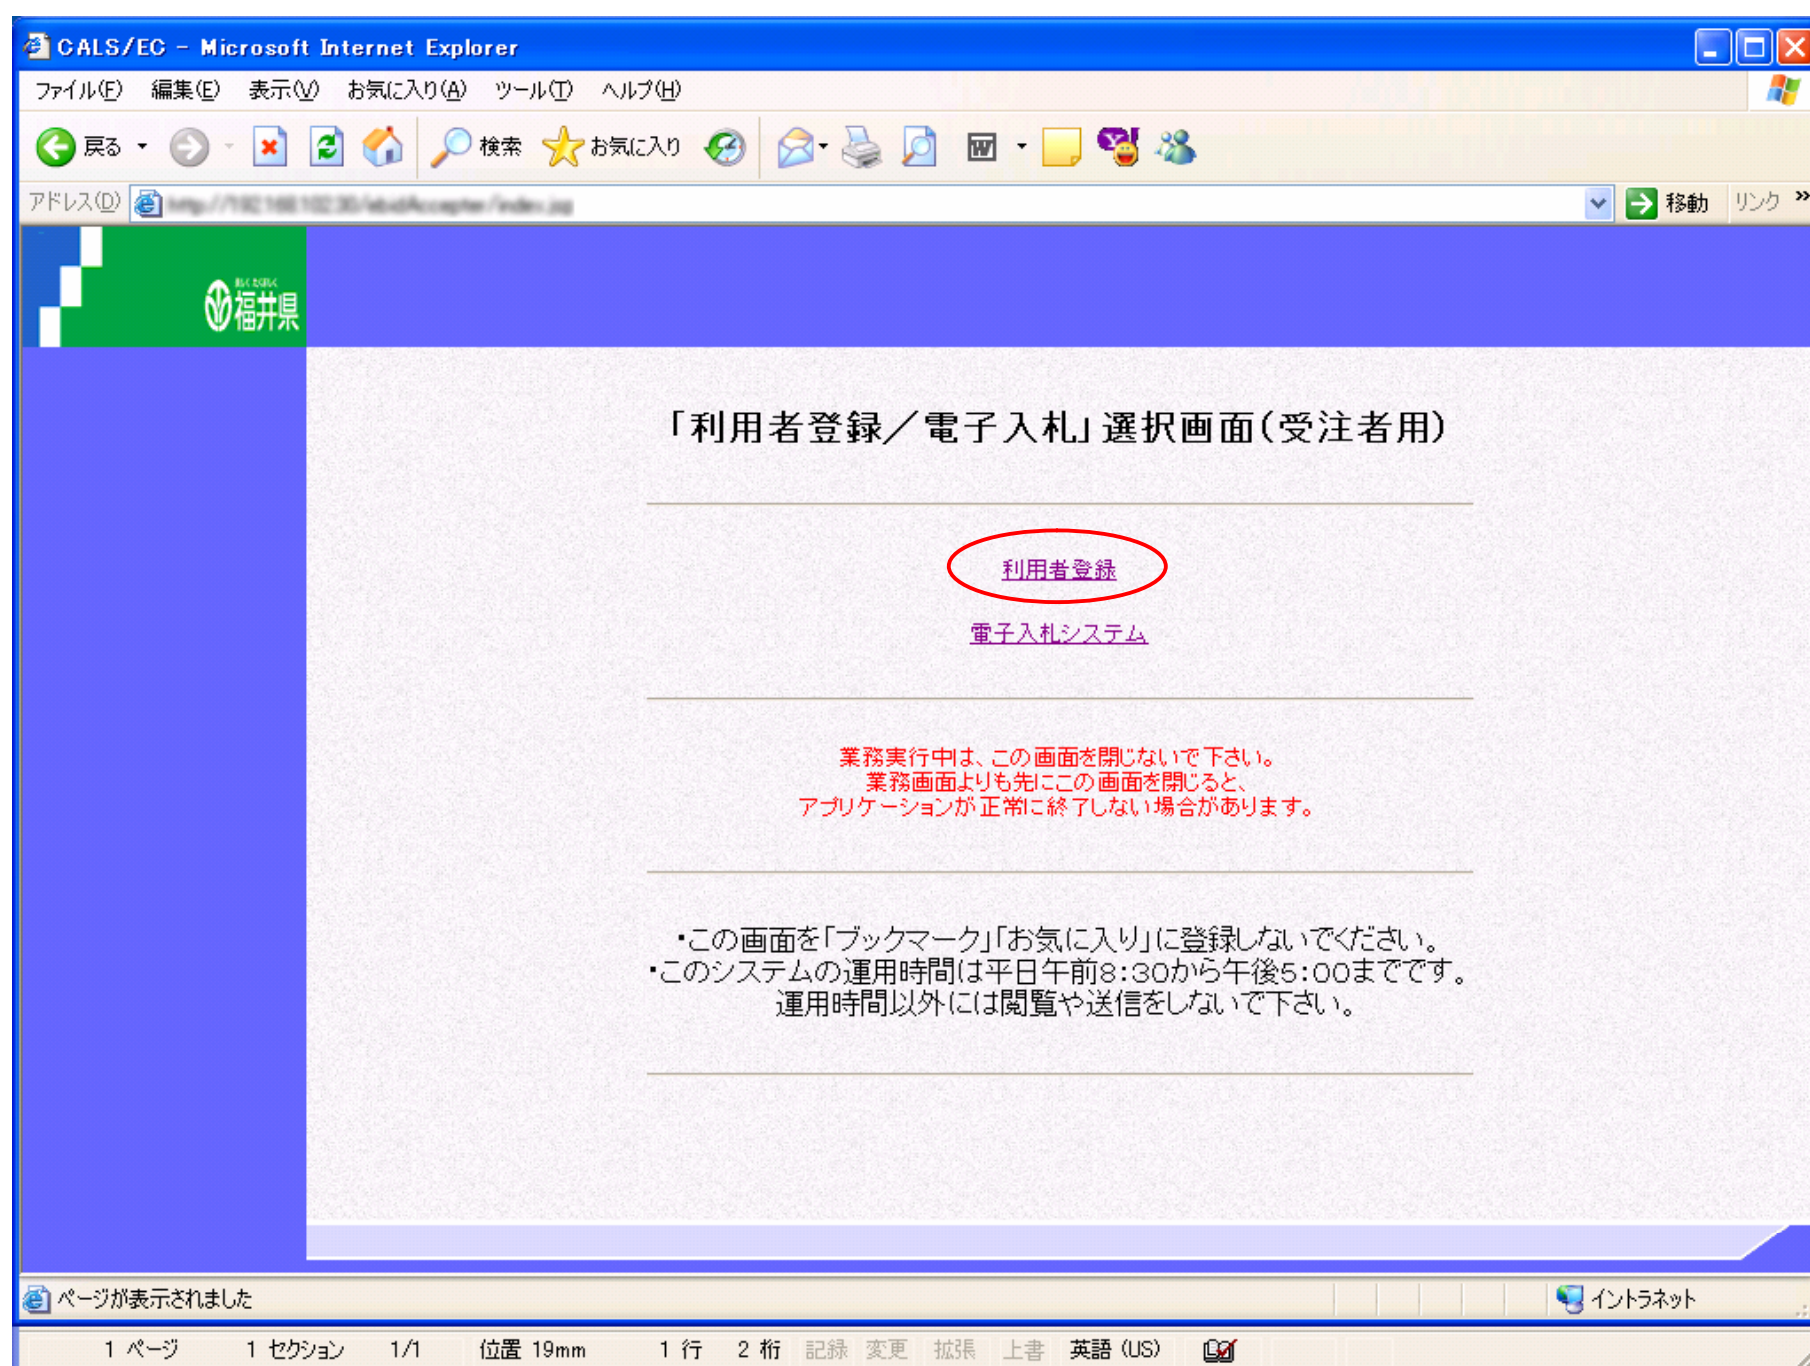 CALS/EC - Microsoft Internet Explorer
ファイル(F) 編集(E) 表示(V) お気に入り(A) ツール(T) ヘルプ(H)
戻る 検索 お気に入り
アドレス(D) 移動 リンク »
福井県
「利用者登録／電子入札」選択画面(受注者用)
利用者登録
電子入札システム
業務実行中は、この画面を閉じないで下さい。
業務画面よりも先にこの画面を閉じると、
アプリケーションが正常に終了しない場合があります。
・この画面を「ブックマーク」「お気に入り」に登録しないでください。
・このシステムの運用時間は平日午前8:30から午後5:00までです。
運用時間以外には閲覧や送信をしないで下さい。
ページが表示されました イントラネット
1 ページ 1 セクション 1/1 位置 19mm 1 行 2 桁 記録 変更 拡張 上書 英語 (US)